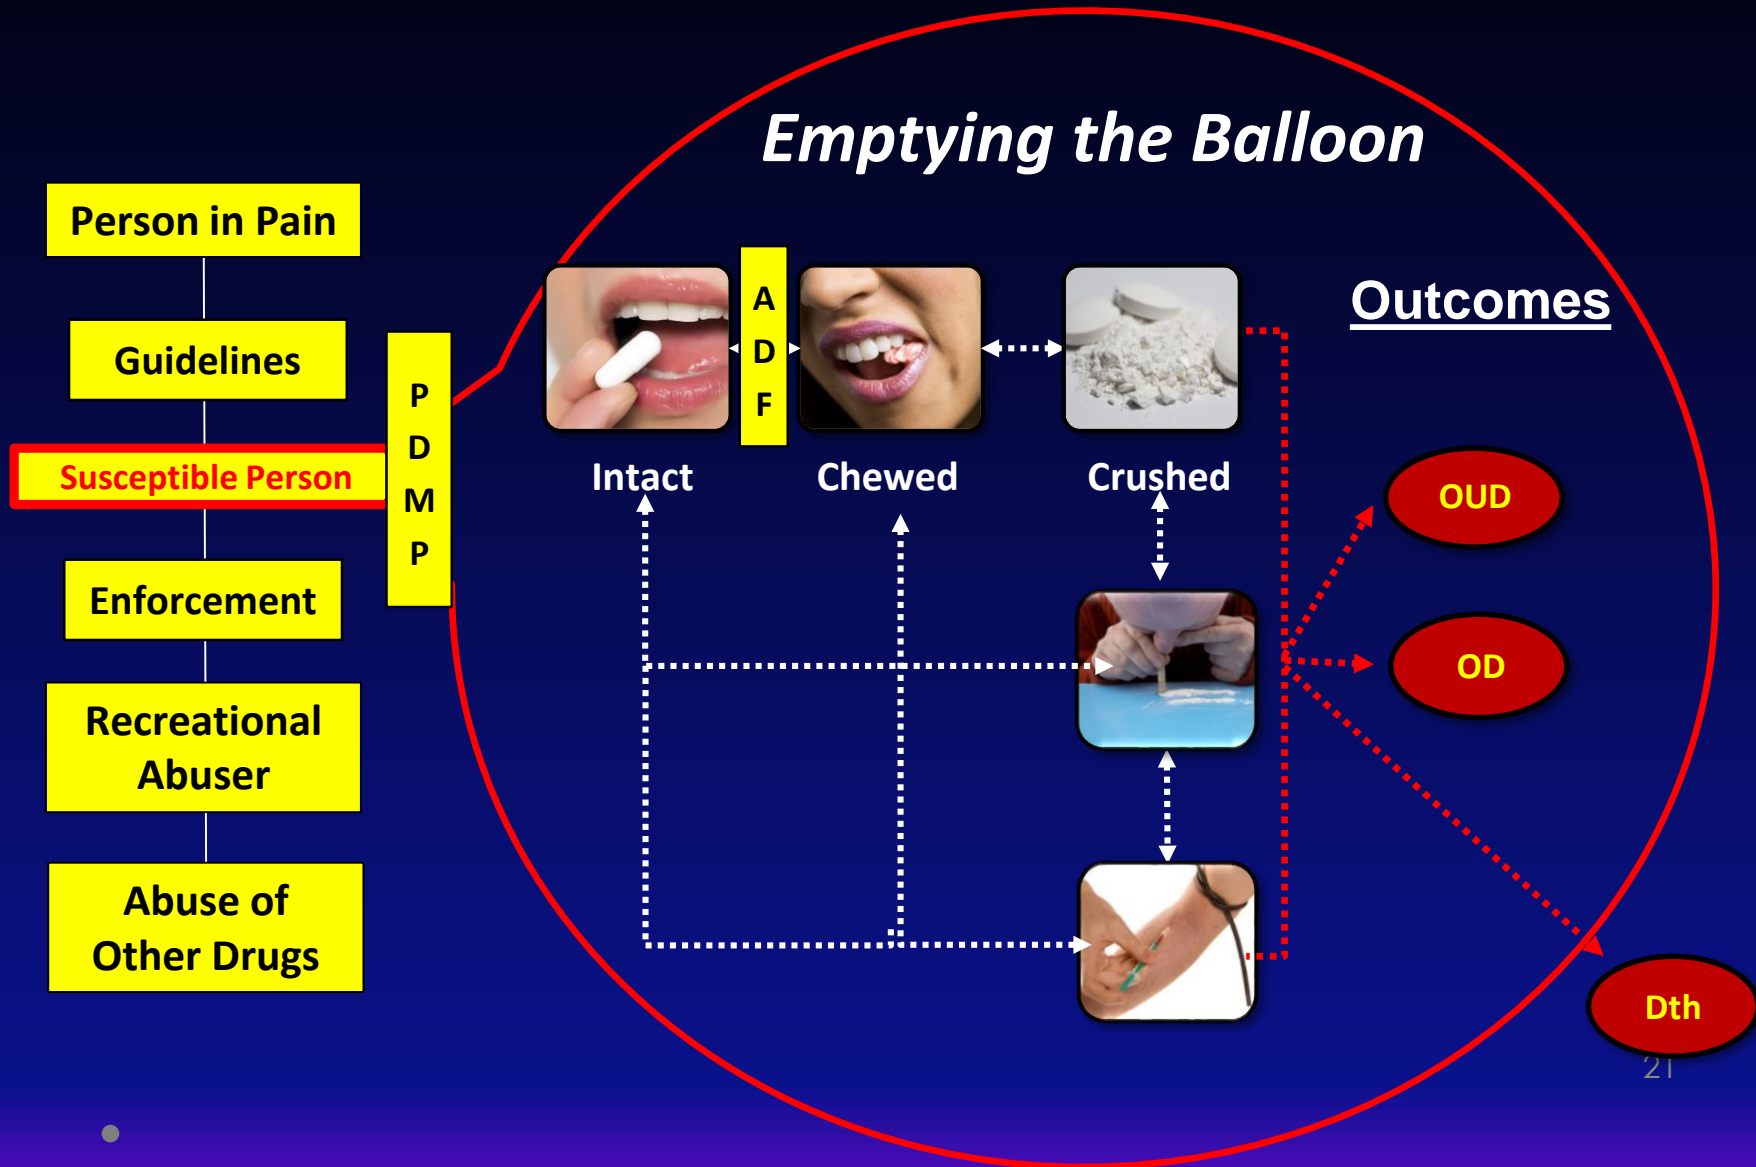 Emptying the Balloon
Person in Pain
Guidelines
Susceptible Person
Enforcement
Recreational
Abuser
Abuse of
Other Drugs
P
D
M
P
A
D
F
Intact
Chewed
Crushed
Outcomes
OUD
OD
Dth
21